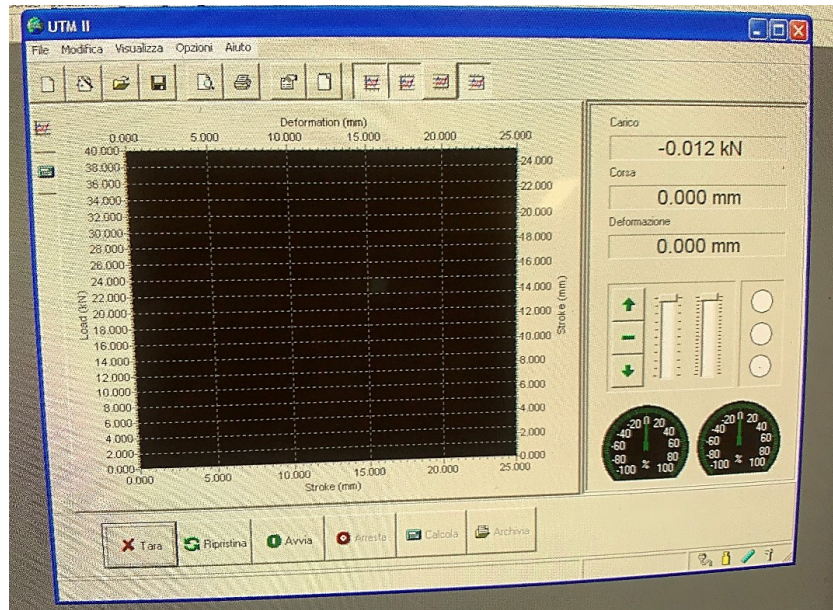 UTM II
File Modifica Visualizza Opzioni Aiuto
Deformation (mm)
0.000 5.000 10.000 15.000 20.000 25.000
40.000
38.000
36.000
34.000
32.000
30.000
28.000
26.000
24.000
22.000
20.000
18.000
16.000
14.000
12.000
10.000
8.000
6.000
4.000
2.000
0.000
Load (kN)
24.000
22.000
20.000
18.000
16.000
14.000
12.000
10.000
8.000
6.000
4.000
2.000
0.000
Stroke (mm)
0.000 5.000 10.000 15.000 20.000 25.000
Stroke (mm)
Carico
-0.012 kN
Corsa
0.000 mm
Deformazione
0.000 mm
-20 0 20
-40 40
-60 60
-80 80
-100 % 100
-20 0 20
-40 40
-60 60
-80 80
-100 % 100
Tara Ripristina Avvia Arresta Calcola Archivia